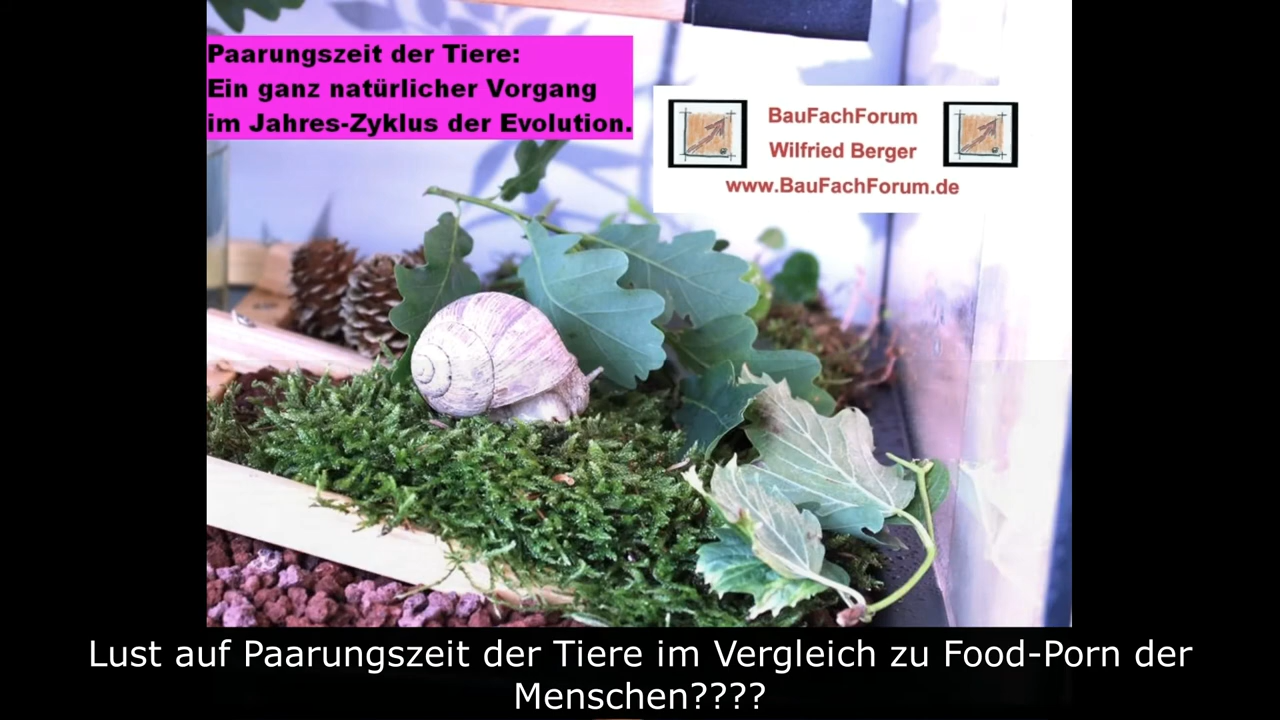 Paarungszeit der Tiere:
Ein ganz natürlicher Vorgang
im Jahres-Zyklus der Evolution.
BauFachForum
Wilfried Berger
www.BauFachForum.de
Lust auf Paarungszeit der Tiere im Vergleich zu Food-Porn der
Menschen????